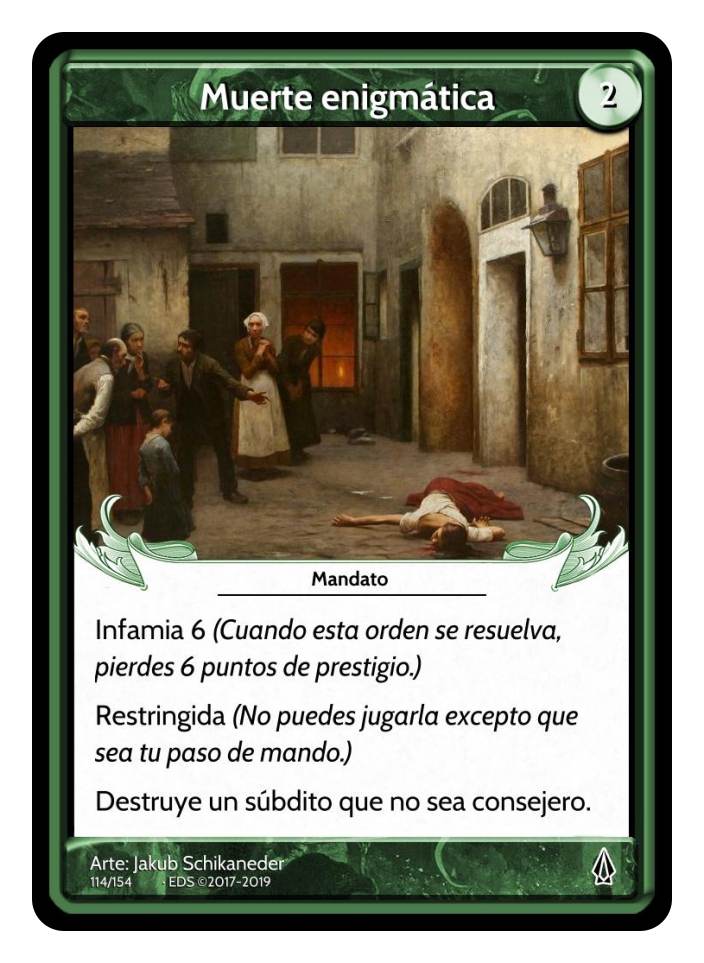 Muerte enigmática
2
Mandato
Infamia 6 (Cuando esta orden se resuelva,
pierdes 6 puntos de prestigio.)
Restringida (No puedes jugarla excepto que
sea tu paso de mando.)
Destruye un súbdito que no sea consejero.
Arte: Jakub Schikaneder
114/154 · EDS ©2017-2019